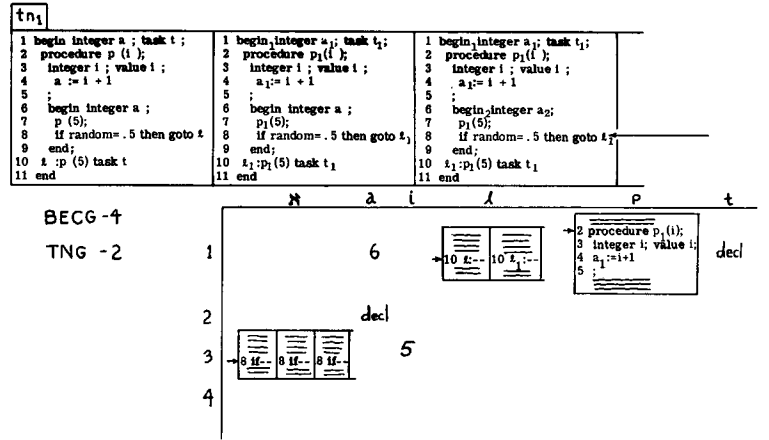 tn₁
1 begin integer a ; task t ;
2 procedure p (i );
3 integer i ; value i ;
4 a := i + 1
5 ;
6 begin integer a ;
7 p (5);
8 if random= . 5 then goto ℓ
9 end;
10 ℓ :p (5) task t
11 end
1 begin₁integer a₁; task t₁;
2 procedure p₁(i );
3 integer i ; value i ;
4 a₁:= i + 1
5 ;
6 begin integer a ;
7 p₁(5);
8 if random= . 5 then goto ℓ₁
9 end;
10 ℓ₁ :p₁(5) task t₁
11 end
1 begin₁integer a₁; task t₁;
2 procedure p₁(i );
3 integer i ; value i ;
4 a₁:= i + 1
5 ;
6 begin₂integer a₂;
7 p₁(5);
8 if random= . 5 then goto ℓ₁
9 end;
10 ℓ₁ :p₁(5) task t₁
11 end
ℵ a i ℓ p t
BECG -4
TNG -2
1 6 decl
10 ℓ:-- 10 ℓ₁:--
2 procedure p₁(i);
3 integer i; value i;
4 a₁:=i+1
5 ;
2 decl
3 5
8 if-- 8 if-- 8 if--
4